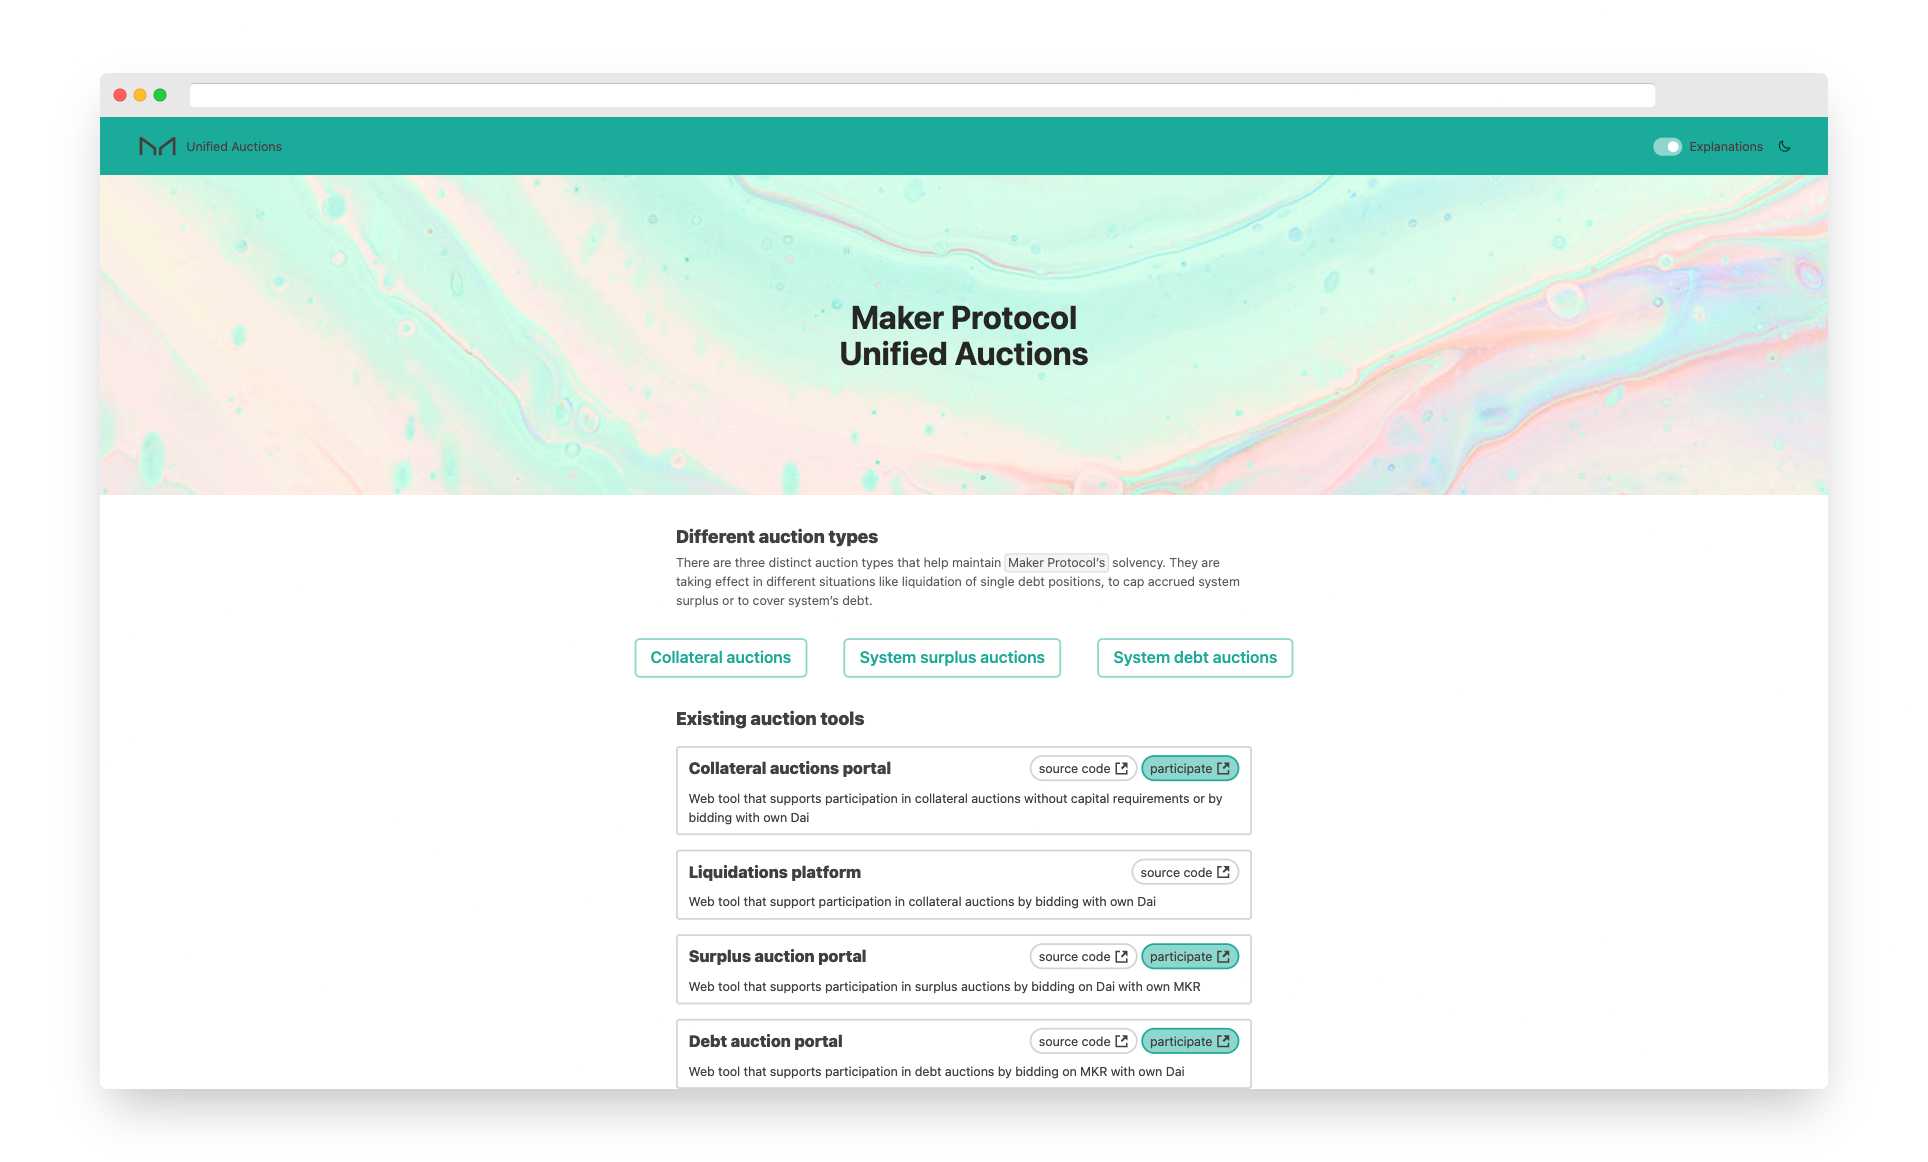 Unified Auctions
Explanations
Maker Protocol
Unified Auctions
Different auction types
There are three distinct auction types that help maintain Maker Protocol's solvency. They are
taking effect in different situations like liquidation of single debt positions, to cap accrued system
surplus or to cover system's debt.
Collateral auctions
System surplus auctions
System debt auctions
Existing auction tools
Collateral auctions portal
source code
participate
Web tool that supports participation in collateral auctions without capital requirements or by
bidding with own Dai
Liquidations platform
source code
Web tool that support participation in collateral auctions by bidding with own Dai
Surplus auction portal
source code
participate
Web tool that supports participation in surplus auctions by bidding on Dai with own MKR
Debt auction portal
source code
participate
Web tool that supports participation in debt auctions by bidding on MKR with own Dai